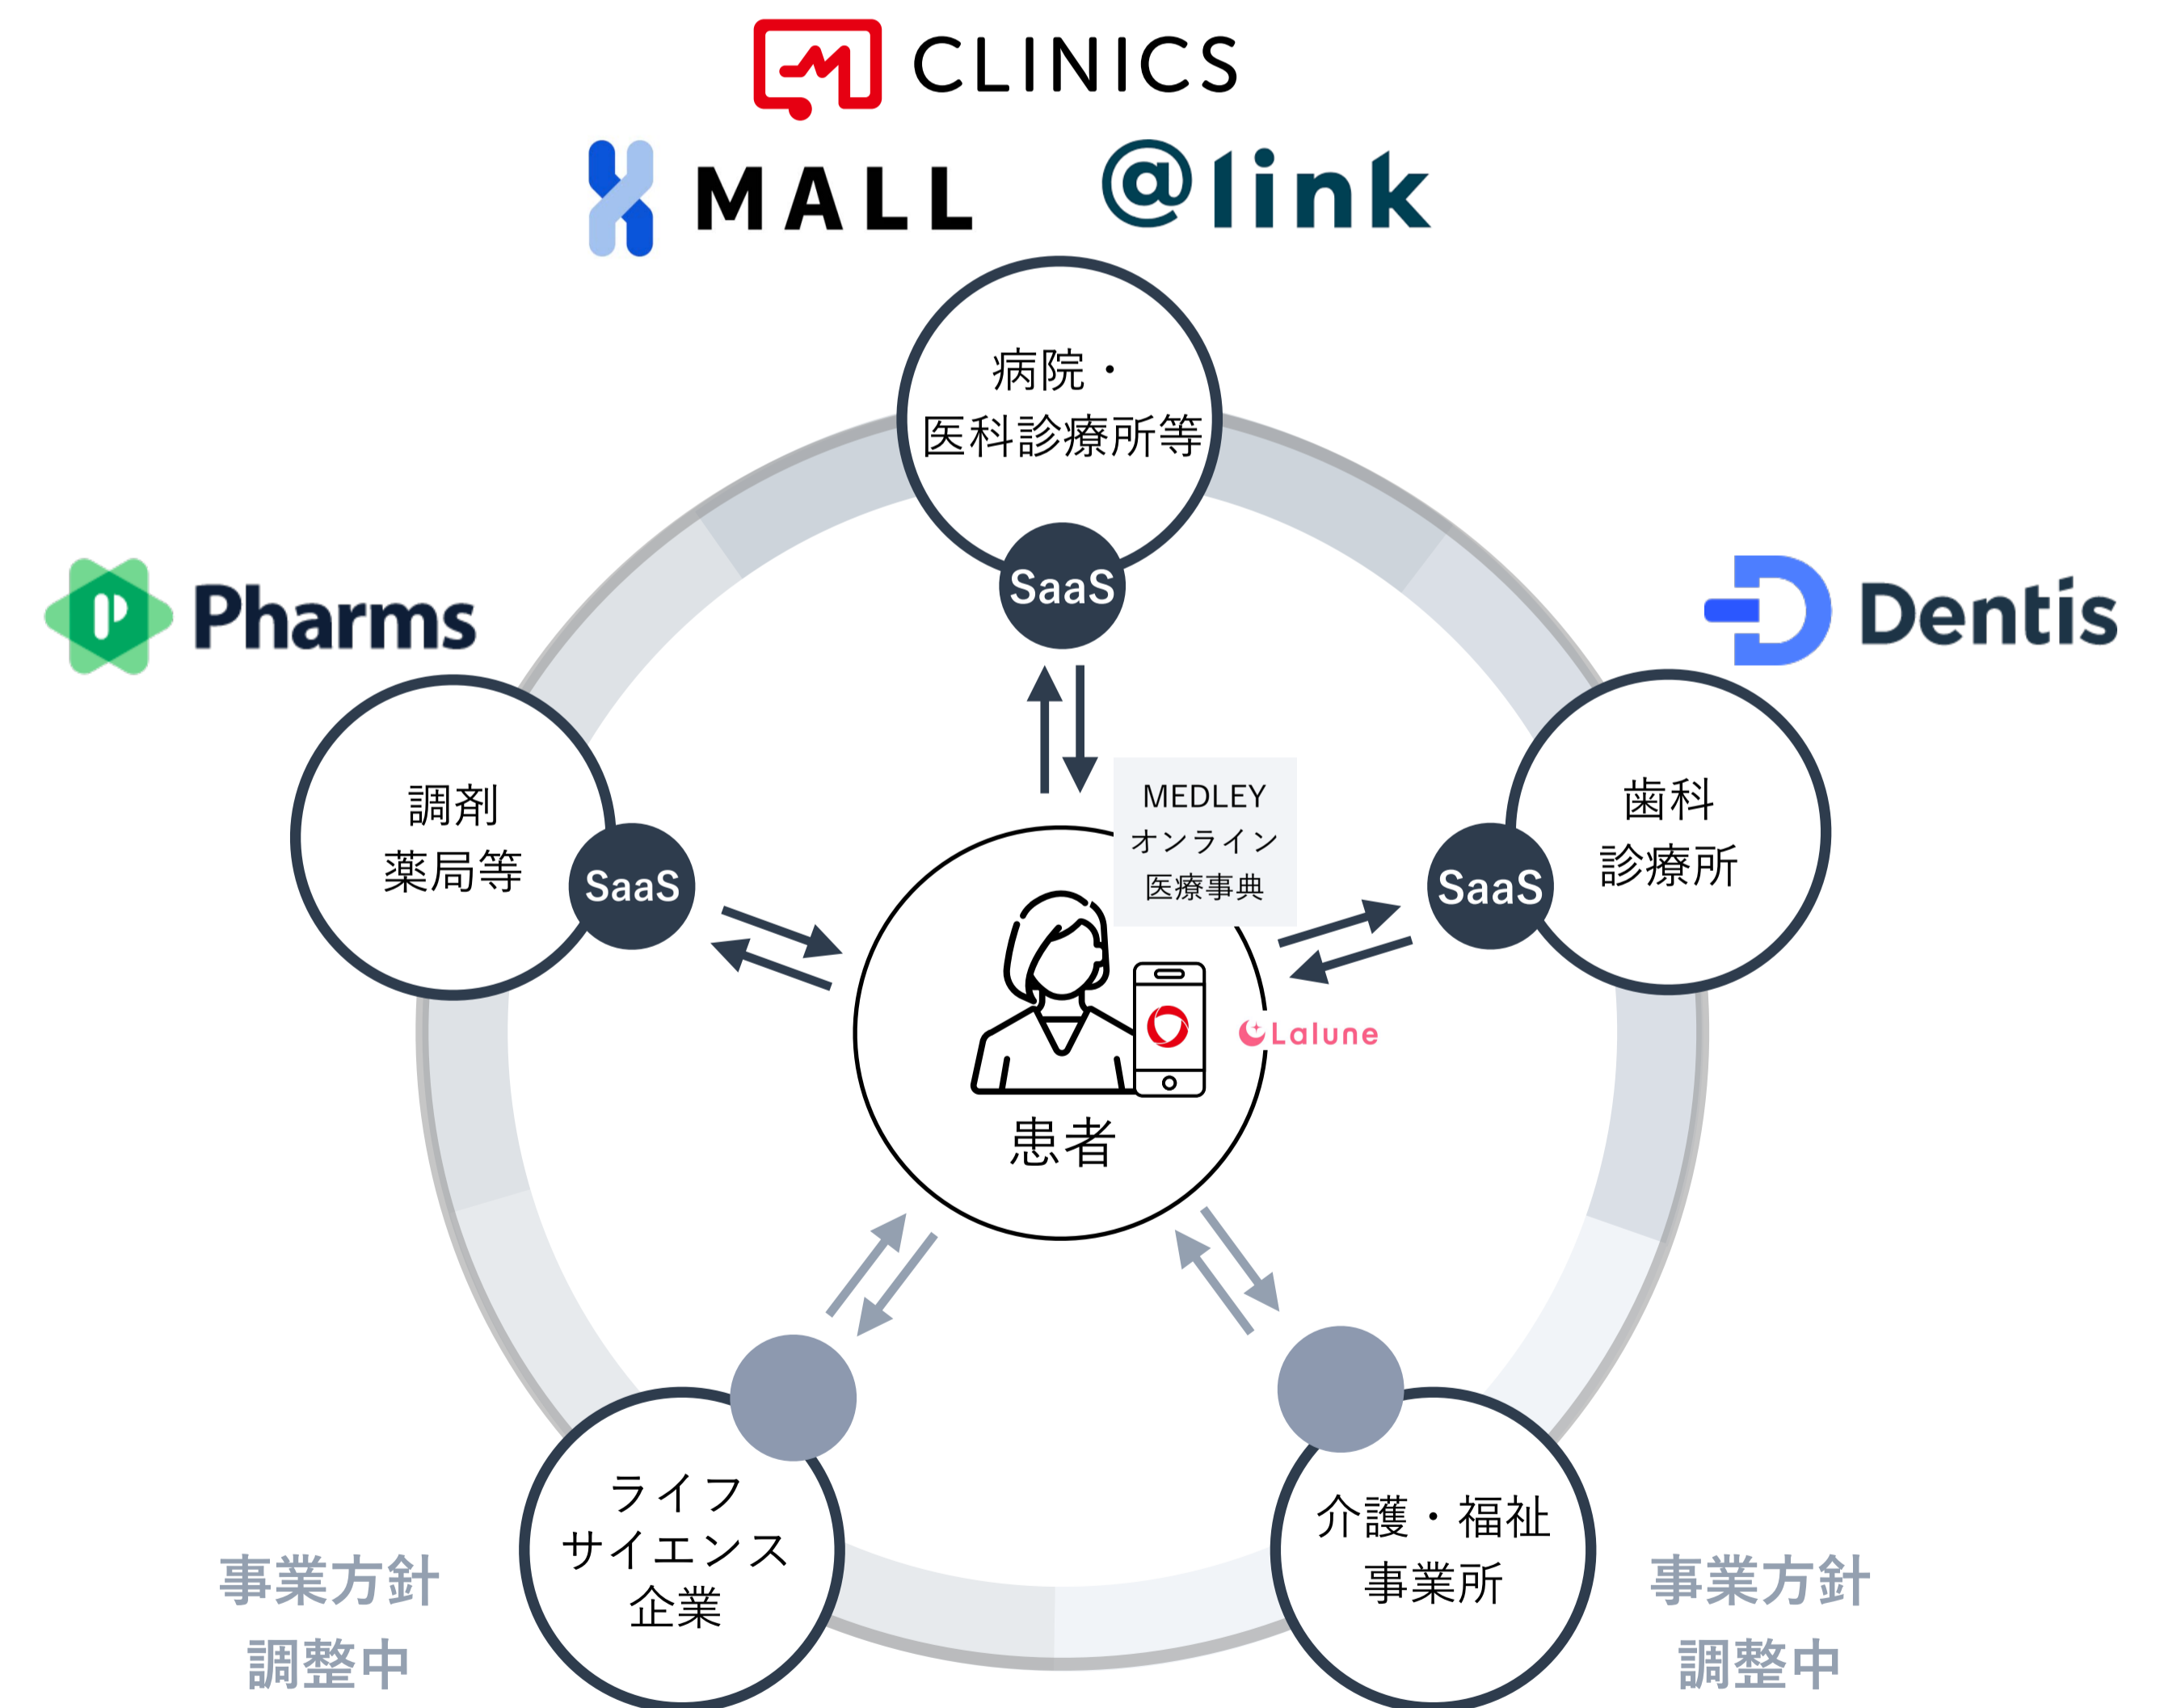 CLINICS
MALL
@link
病院・
医科診療所等
SaaS
Pharms
Dentis
調剤
薬局等
SaaS
MEDLEY
オンライン
医療事典
歯科
診療所
SaaS
Lalune
患者
ライフ
サイエンス
企業
介護・福祉
事業所
事業方針
調整中
事業方針
調整中